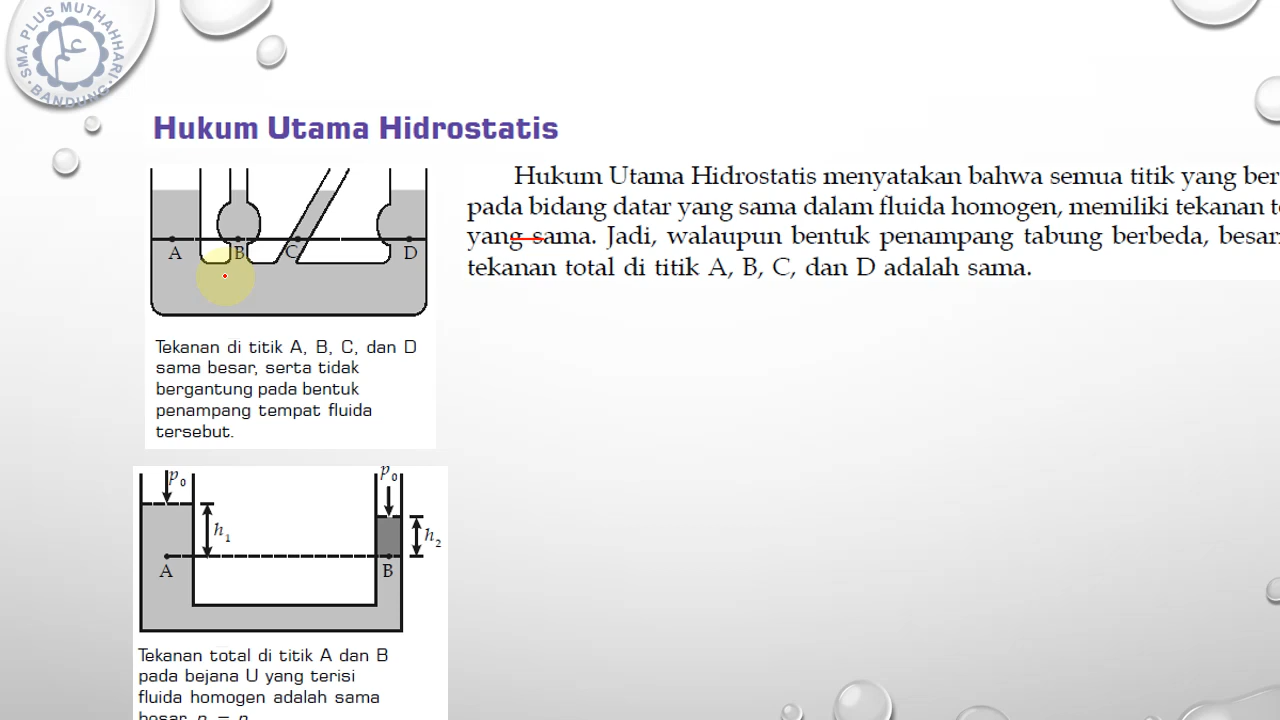 SMA PLUS MUTHAHHARI
BANDUNG
Hukum Utama Hidrostatis
A B C D
Tekanan di titik A, B, C, dan D
sama besar, serta tidak
bergantung pada bentuk
penampang tempat fluida
tersebut.
Hukum Utama Hidrostatis menyatakan bahwa semua titik yang ber
pada bidang datar yang sama dalam fluida homogen, memiliki tekanan t
yang sama. Jadi, walaupun bentuk penampang tabung berbeda, besar
tekanan total di titik A, B, C, dan D adalah sama.
p₀ p₀
h₁ h₂
A B
Tekanan total di titik A dan B
pada bejana U yang terisi
fluida homogen adalah sama
besar, p = p